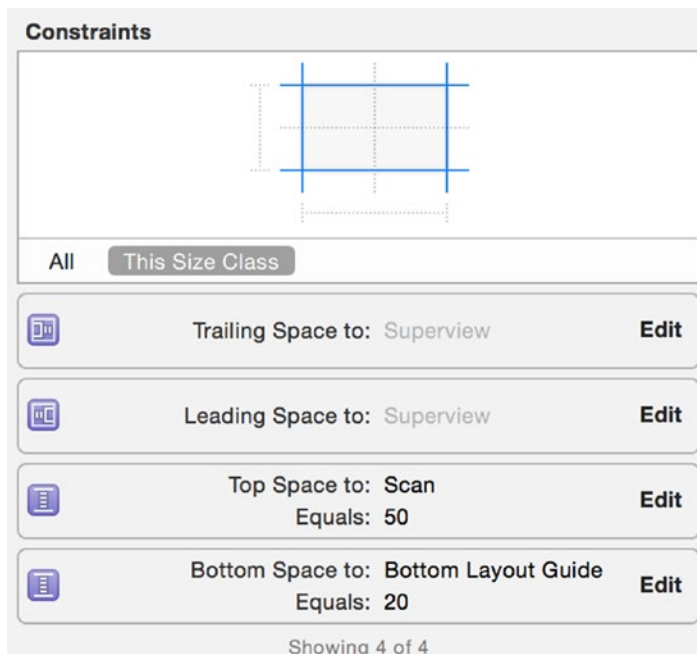 Constraints
All This Size Class
Trailing Space to: Superview Edit
Leading Space to: Superview Edit
Top Space to: Scan
Equals: 50 Edit
Bottom Space to: Bottom Layout Guide
Equals: 20 Edit
Showing 4 of 4